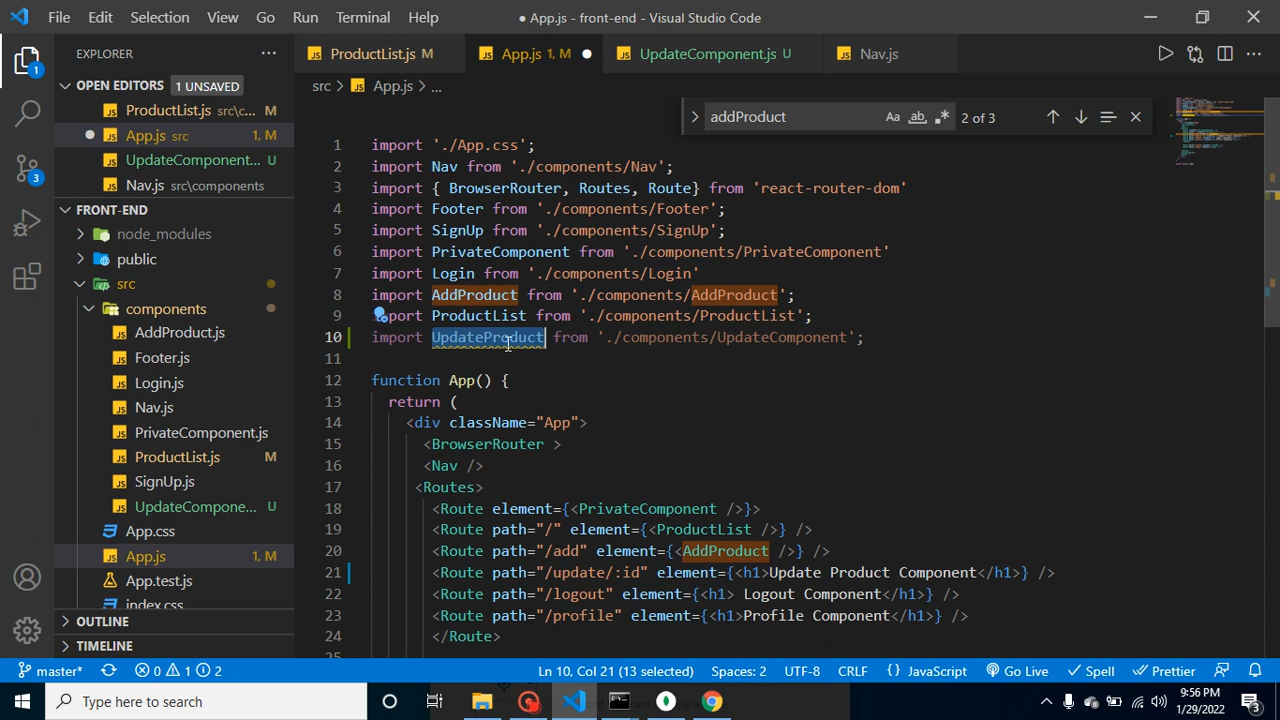 File Edit Selection View Go Run Terminal Help ● App.js - front-end - Visual Studio Code
EXPLORER ···
ProductList.js M App.js 1, M UpdateComponent.js U Nav.js
OPEN EDITORS 1 UNSAVED
ProductList.js src\c... M
App.js src 1, M
UpdateComponent... U
Nav.js src\components
FRONT-END
node_modules
public
src
components
AddProduct.js
Footer.js
Login.js
Nav.js
PrivateComponent.js
ProductList.js M
SignUp.js
UpdateCompone... U
App.css
App.js 1, M
App.test.js
index.css
OUTLINE
TIMELINE
1
3
src > App.js > ...
addProduct Aa ab 2 of 3
1 import './App.css';
2 import Nav from './components/Nav';
3 import { BrowserRouter, Routes, Route} from 'react-router-dom'
4 import Footer from './components/Footer';
5 import SignUp from './components/SignUp';
6 import PrivateComponent from './components/PrivateComponent'
7 import Login from './components/Login'
8 import AddProduct from './components/AddProduct';
9 port ProductList from './components/ProductList';
10 import UpdateProduct from './components/UpdateComponent';
11
12 function App() {
13 return (
14 <div className="App">
15 <BrowserRouter >
16 <Nav />
17 <Routes>
18 <Route element={<PrivateComponent />}>
19 <Route path="/" element={<ProductList />} />
20 <Route path="/add" element={<AddProduct />} />
21 <Route path="/update/:id" element={<h1>Update Product Component</h1>} />
22 <Route path="/logout" element={<h1> Logout Component</h1>} />
23 <Route path="/profile" element={<h1>Profile Component</h1>} />
24 </Route>
25
master* 0 1 2 Ln 10, Col 21 (13 selected) Spaces: 2 UTF-8 CRLF {} JavaScript Go Live Spell Prettier
Type here to search
9:56 PM
1/29/2022
3